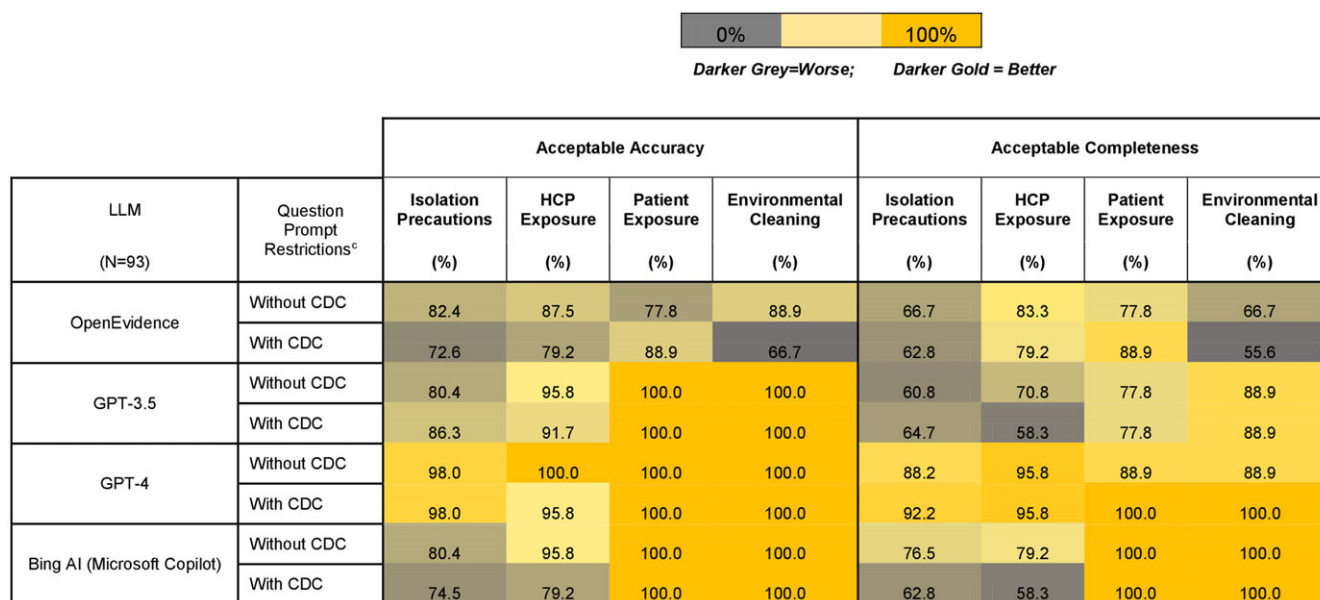 0% 100%
Darker Grey=Worse; Darker Gold = Better
Acceptable Accuracy Acceptable Completeness
LLM (N=93) Question Prompt Restrictionsᶜ Isolation Precautions (%) HCP Exposure (%) Patient Exposure (%) Environmental Cleaning (%) Isolation Precautions (%) HCP Exposure (%) Patient Exposure (%) Environmental Cleaning (%)
OpenEvidence Without CDC 82.4 87.5 77.8 88.9 66.7 83.3 77.8 66.7
With CDC 72.6 79.2 88.9 66.7 62.8 79.2 88.9 55.6
GPT-3.5 Without CDC 80.4 95.8 100.0 100.0 60.8 70.8 77.8 88.9
With CDC 86.3 91.7 100.0 100.0 64.7 58.3 77.8 88.9
GPT-4 Without CDC 98.0 100.0 100.0 100.0 88.2 95.8 88.9 88.9
With CDC 98.0 95.8 100.0 100.0 92.2 95.8 100.0 100.0
Bing AI (Microsoft Copilot) Without CDC 80.4 95.8 100.0 100.0 76.5 79.2 100.0 100.0
With CDC 74.5 79.2 100.0 100.0 62.8 58.3 100.0 100.0